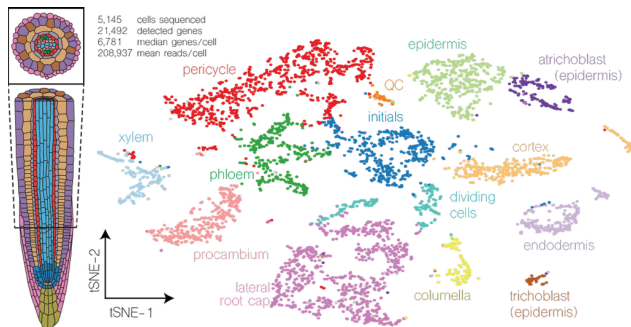 5,145 cells sequenced
21,492 detected genes
6,781 median genes/cell
208,937 mean reads/cell
pericycle
epidermis
atrichoblast
(epidermis)
QC
initials
xylem
cortex
phloem
dividing
cells
procambium
endodermis
lateral
root cap
columella
trichoblast
(epidermis)
tSNE-2
tSNE-1